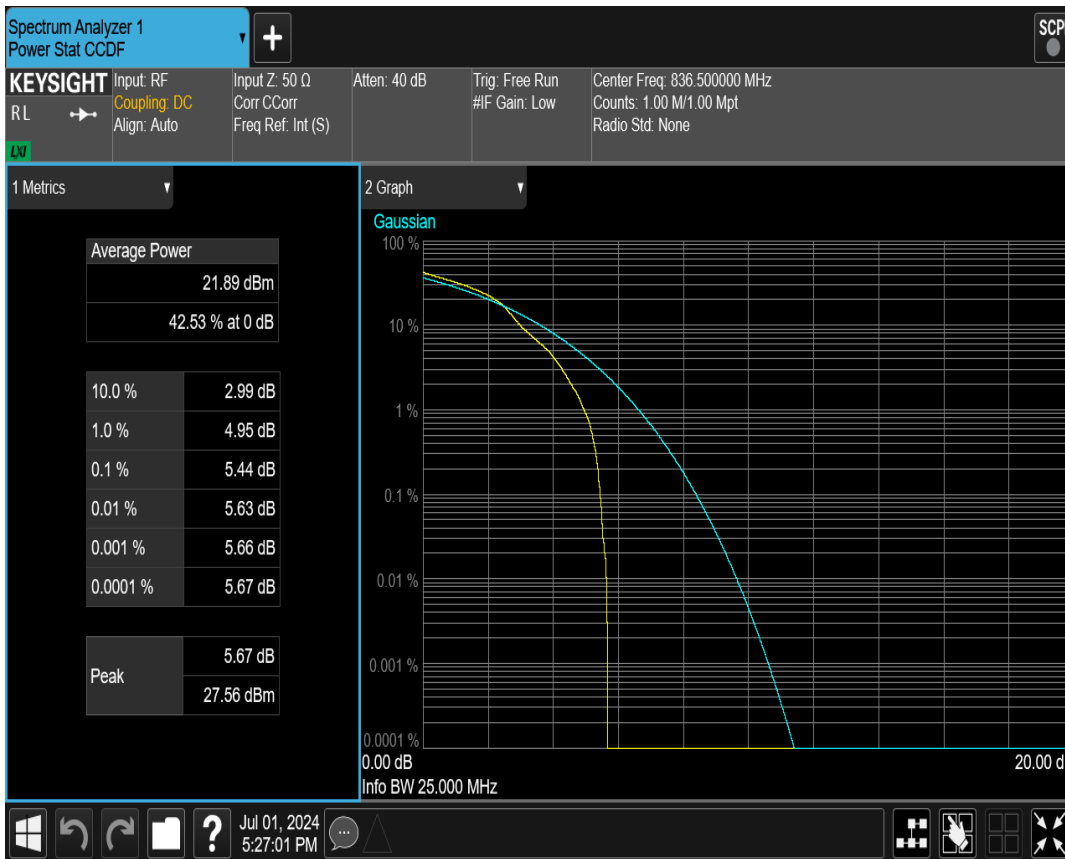 Spectrum Analyzer 1
Power Stat CCDF
SCP
KEYSIGHT
RL
LXI
Input: RF
Coupling: DC
Align: Auto
Input Z: 50 Ω
Corr CCorr
Freq Ref: Int (S)
Atten: 40 dB
Trig: Free Run
#IF Gain: Low
Center Freq: 836.500000 MHz
Counts: 1.00 M/1.00 Mpt
Radio Std: None
1 Metrics
Average Power
21.89 dBm
42.53 % at 0 dB
10.0 % 2.99 dB
1.0 % 4.95 dB
0.1 % 5.44 dB
0.01 % 5.63 dB
0.001 % 5.66 dB
0.0001 % 5.67 dB
Peak
5.67 dB
27.56 dBm
2 Graph
Gaussian
100 %
10 %
1 %
0.1 %
0.01 %
0.001 %
0.0001 %
0.00 dB 20.00 d
Info BW 25.000 MHz
?
Jul 01, 2024
5:27:01 PM